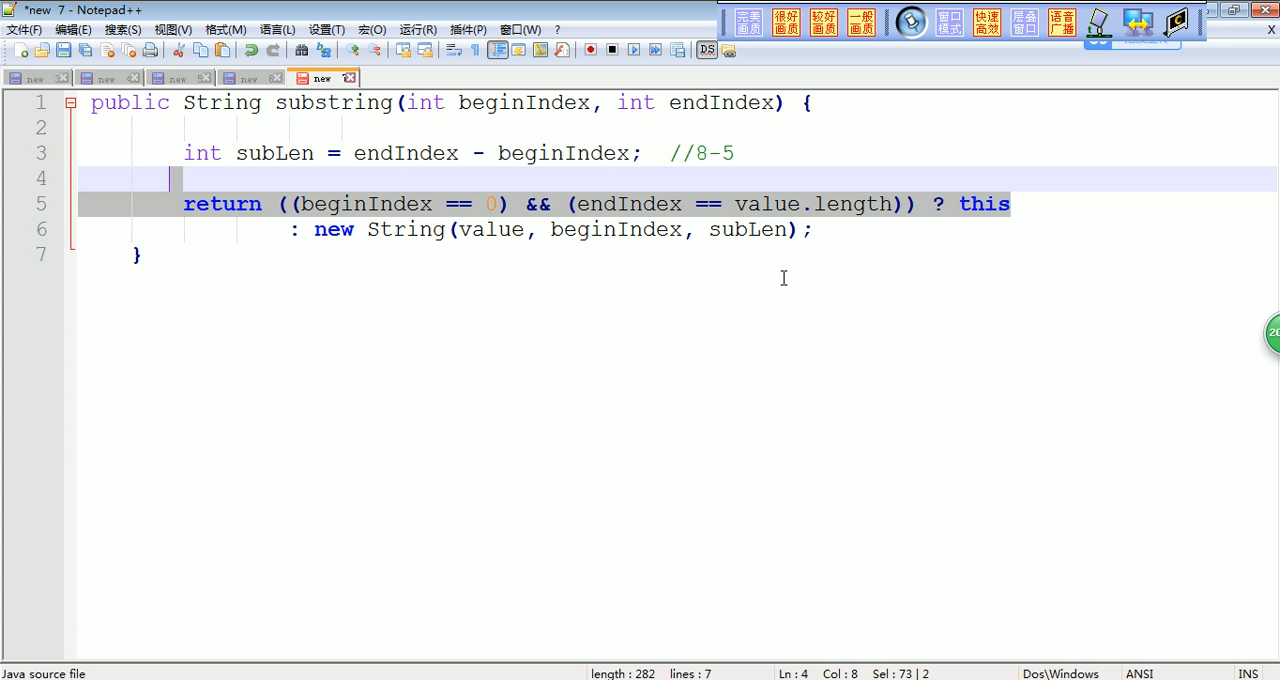 *new 7 - Notepad++
完美画质 很好画质 较好画质 一般画质 窗口模式 快速高效 层叠窗口 语音广播
文件(F) 编辑(E) 搜索(S) 视图(V) 格式(M) 语言(L) 设置(T) 宏(O) 运行(R) 插件(P) 窗口(W) ? X
new 3 new 4 new 5 new 6 new 7
1 public String substring(int beginIndex, int endIndex) {
2
3 int subLen = endIndex - beginIndex; //8-5
4
5 return ((beginIndex == 0) && (endIndex == value.length)) ? this
6 : new String(value, beginIndex, subLen);
7 }
Java source file length : 282 lines : 7 Ln : 4 Col : 8 Sel : 73 | 2 Dos\Windows ANSI INS